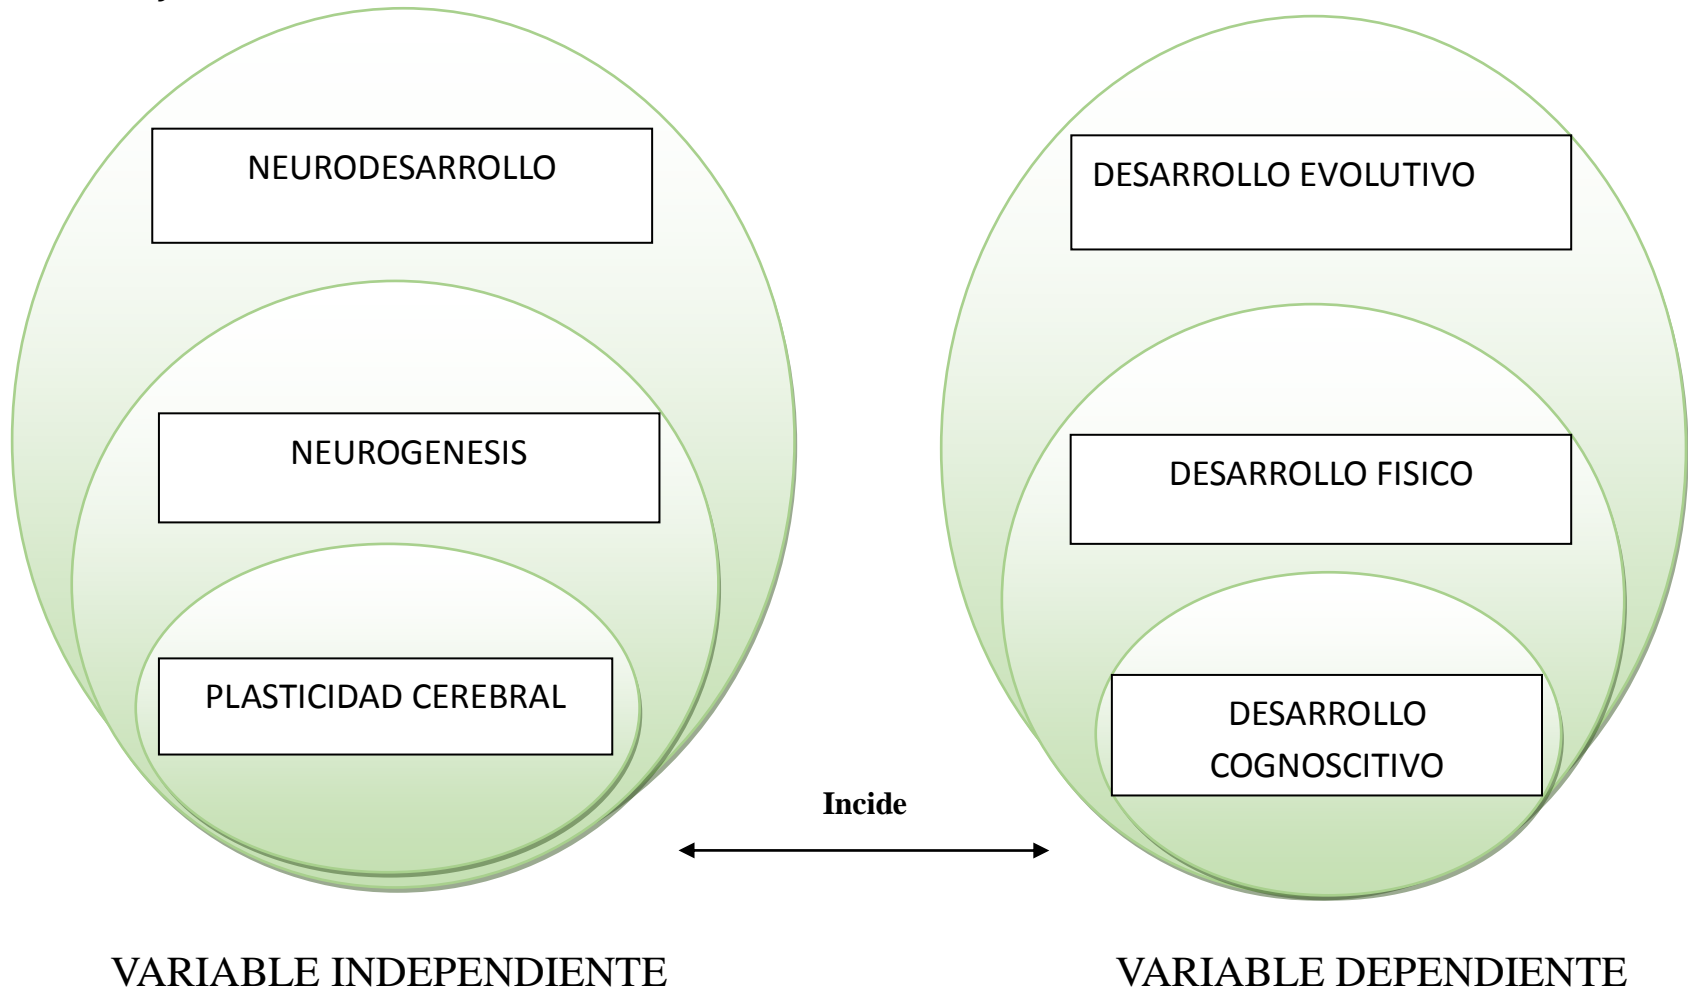 NEURODESARROLLO
NEUROGENESIS
PLASTICIDAD CEREBRAL
DESARROLLO EVOLUTIVO
DESARROLLO FISICO
DESARROLLO
COGNOSCITIVO
Incide
VARIABLE INDEPENDIENTE
VARIABLE DEPENDIENTE